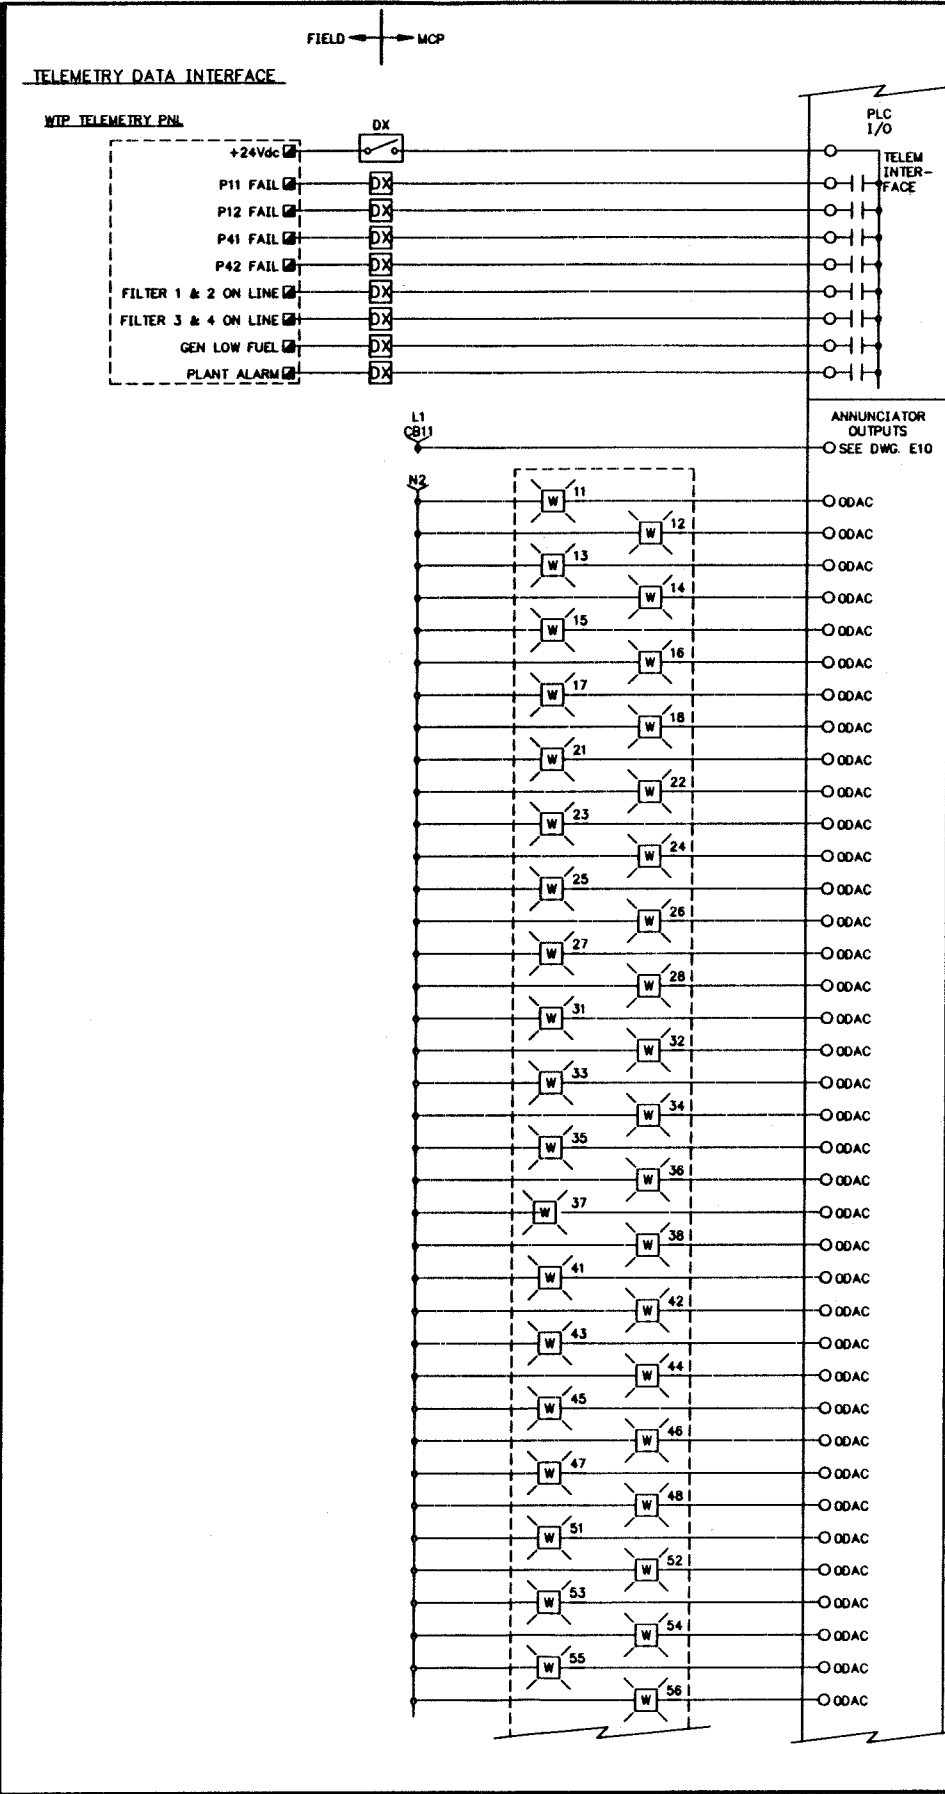 FIELD MCP
TELEMETRY DATA INTERFACE
WTP TELEMETRY PNL
DX
PLC
I/O
+24Vdc
TELEM
INTER-
FACE
P11 FAIL DX
P12 FAIL DX
P41 FAIL DX
P42 FAIL DX
FILTER 1 & 2 ON LINE DX
FILTER 3 & 4 ON LINE DX
GEN LOW FUEL DX
PLANT ALARM DX
L1
CB11
ANNUNCIATOR
OUTPUTS
SEE DWG. E10
N2
W 11 ODAC
W 12 ODAC
W 13 ODAC
W 14 ODAC
W 15 ODAC
W 16 ODAC
W 17 ODAC
W 18 ODAC
W 21 ODAC
W 22 ODAC
W 23 ODAC
W 24 ODAC
W 25 ODAC
W 26 ODAC
W 27 ODAC
W 28 ODAC
W 31 ODAC
W 32 ODAC
W 33 ODAC
W 34 ODAC
W 35 ODAC
W 36 ODAC
W 37 ODAC
W 38 ODAC
W 41 ODAC
W 42 ODAC
W 43 ODAC
W 44 ODAC
W 45 ODAC
W 46 ODAC
W 47 ODAC
W 48 ODAC
W 51 ODAC
W 52 ODAC
W 53 ODAC
W 54 ODAC
W 55 ODAC
W 56 ODAC